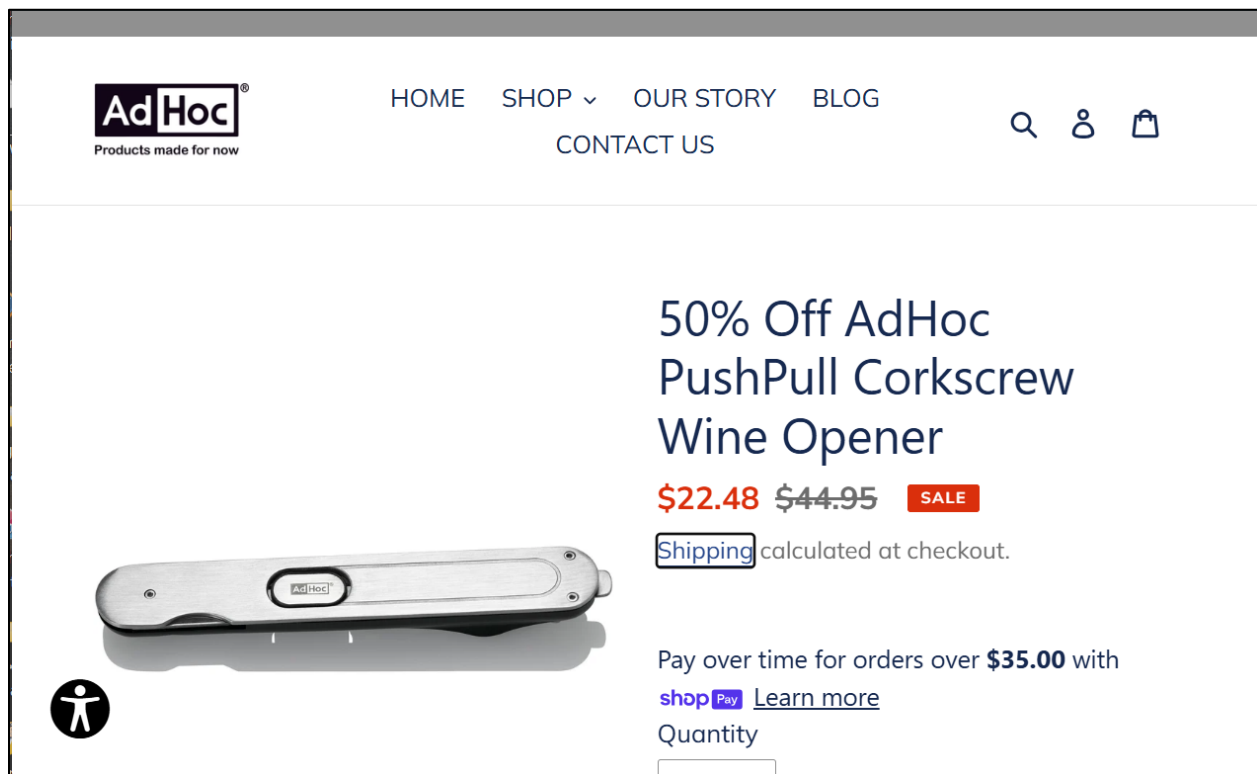 AdHoc®
Products made for now
HOME SHOP OUR STORY BLOG
CONTACT US
50% Off AdHoc
PushPull Corkscrew
Wine Opener
$22.48 $44.95 SALE
Shipping calculated at checkout.
AdHoc®
Pay over time for orders over $35.00 with
shop Pay Learn more
Quantity